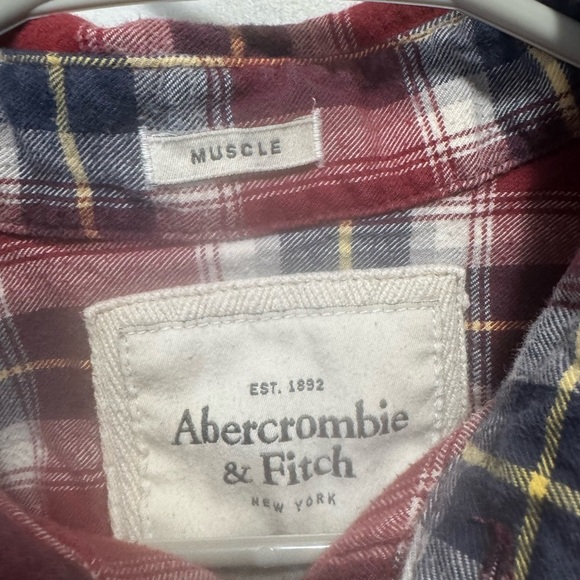 MUSCLE
EST. 1892
Abercrombie
& Fitch
NEW YORK